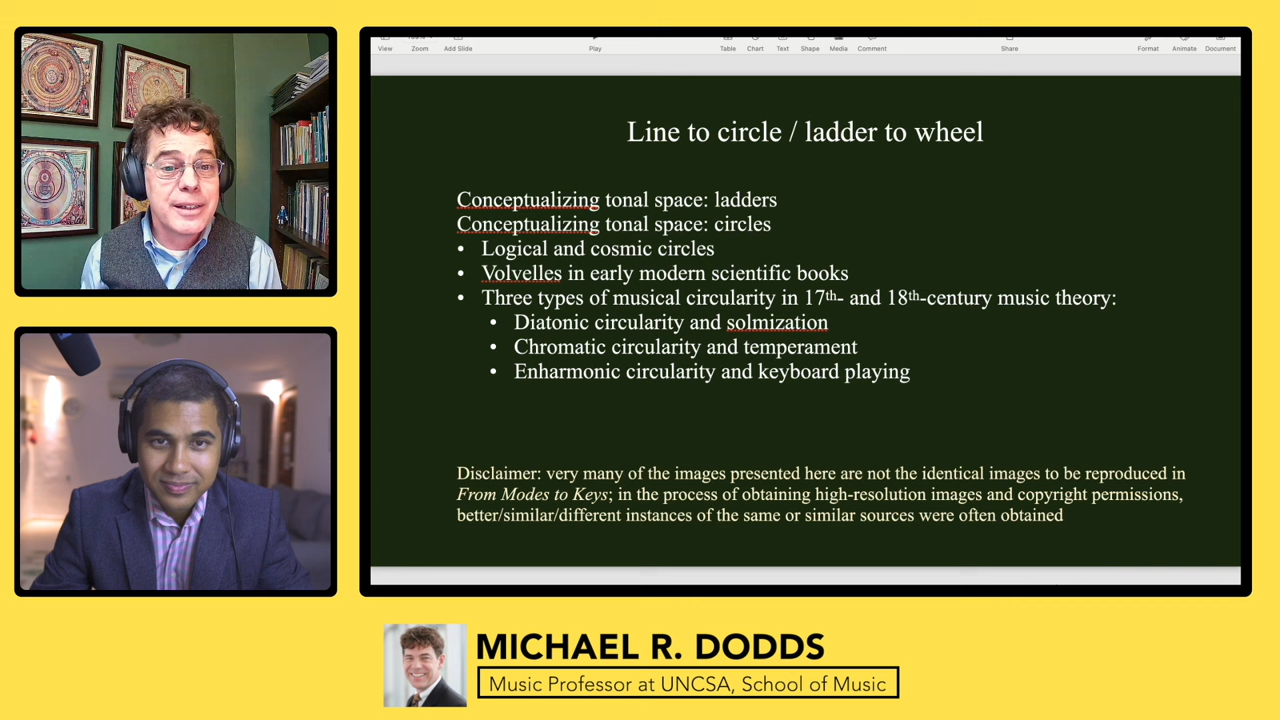 View
Zoom
Add Slide
Play
Table
Chart
Text
Shape
Media
Comment
Share
Format
Animate
Document
Line to circle / ladder to wheel
Conceptualizing tonal space: ladders
Conceptualizing tonal space: circles
• Logical and cosmic circles
• Volvelles in early modern scientific books
• Three types of musical circularity in 17th- and 18th-century music theory:
• Diatonic circularity and solmization
• Chromatic circularity and temperament
• Enharmonic circularity and keyboard playing
Disclaimer: very many of the images presented here are not the identical images to be reproduced in
From Modes to Keys; in the process of obtaining high-resolution images and copyright permissions,
better/similar/different instances of the same or similar sources were often obtained
MICHAEL R. DODDS
Music Professor at UNCSA, School of Music